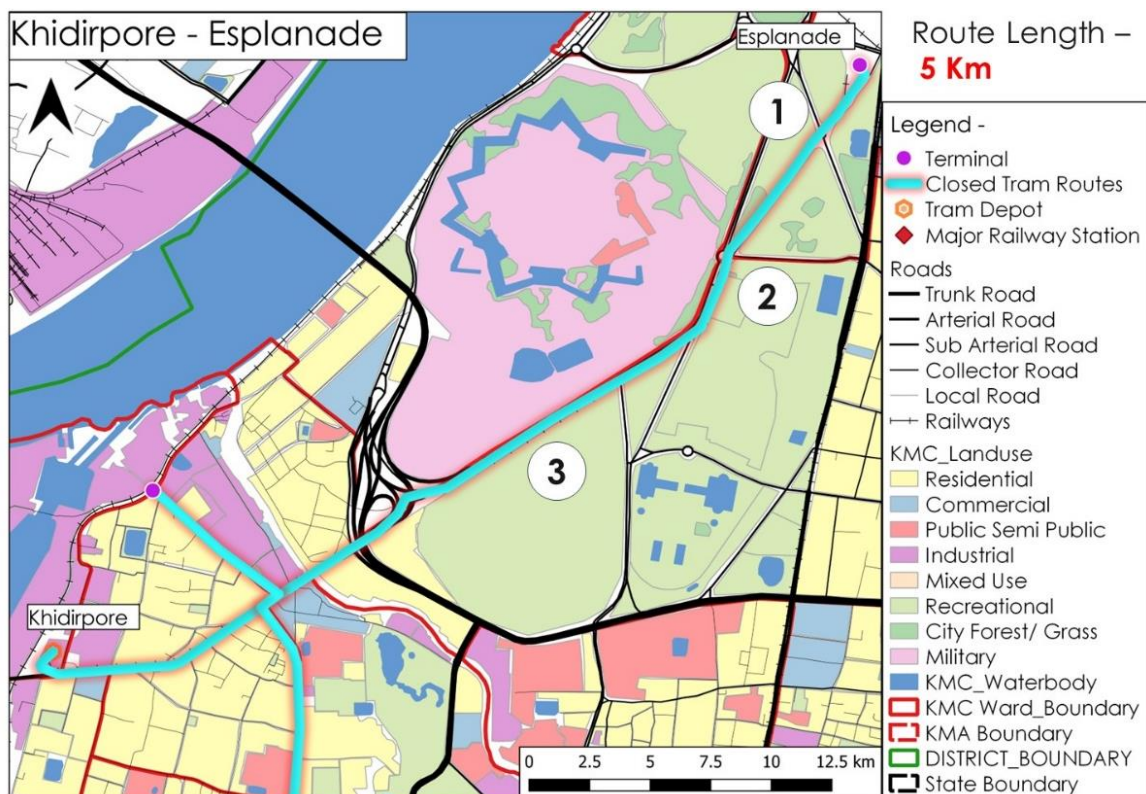 Khidirpore - Esplanade
Esplanade
Route Length –
5 Km
1
2
3
Khidirpore
Legend -
Terminal
Closed Tram Routes
Tram Depot
Major Railway Station
Roads
Trunk Road
Arterial Road
Sub Arterial Road
Collector Road
Local Road
Railways
KMC_Landuse
Residential
Commercial
Public Semi Public
Industrial
Mixed Use
Recreational
City Forest/ Grass
Military
KMC_Waterbody
KMC Ward_Boundary
KMA Boundary
DISTRICT_BOUNDARY
State Boundary
0 2.5 5 7.5 10 12.5 km